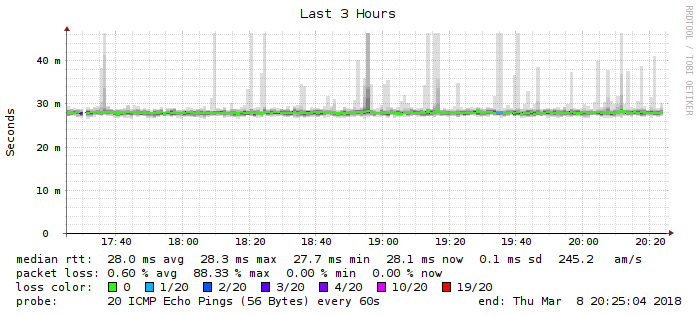 Last 3 Hours
RRDTOOL / TOBI OETIKER
Seconds
40 m
30 m
20 m
10 m
0
17:40 18:00 18:20 18:40 19:00 19:20 19:40 20:00 20:20
median rtt: 28.0 ms avg 28.3 ms max 27.7 ms min 28.1 ms now 0.1 ms sd 245.2 am/s
packet loss: 0.60 % avg 88.33 % max 0.00 % min 0.00 % now
loss color: 0 1/20 2/20 3/20 4/20 10/20 19/20
probe: 20 ICMP Echo Pings (56 Bytes) every 60s end: Thu Mar 8 20:25:04 2018